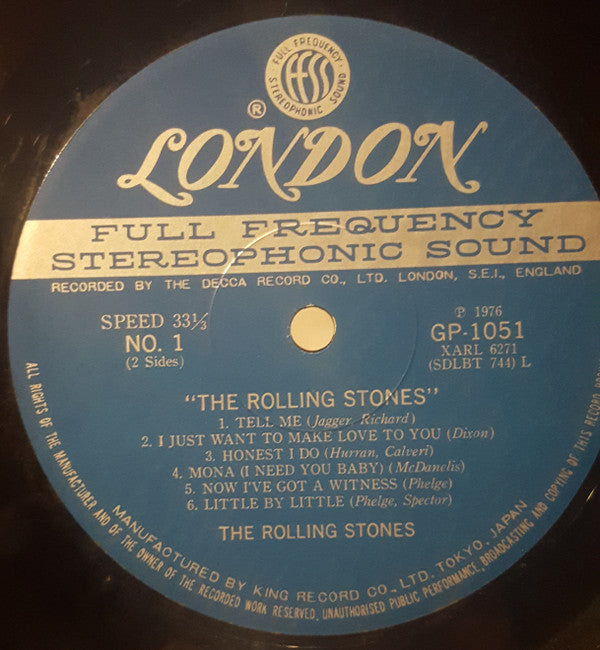 FULL FREQUENCY
ffss
STEREOPHONIC SOUND
®
LONDON
FULL FREQUENCY
STEREOPHONIC SOUND
RECORDED BY THE DECCA RECORD CO., LTD. LONDON, S.E.I., ENGLAND
SPEED 33⅓
NO. 1
(2 Sides)
℗ 1976
GP-1051
XARL 6271
(SDLBT 744) L
"THE ROLLING STONES"
1. TELL ME (Jagger, Richard)
2. I JUST WANT TO MAKE LOVE TO YOU (Dixon)
3. HONEST I DO (Hurran, Calveri)
4. MONA (I NEED YOU BABY) (McDanelis)
5. NOW I'VE GOT A WITNESS (Phelge)
6. LITTLE BY LITTLE (Phelge, Spector)
THE ROLLING STONES
MANUFACTURED BY KING RECORD CO., LTD. TOKYO, JAPAN
ALL RIGHTS OF THE MANUFACTURER AND OF THE OWNER OF THE RECORDED WORK RESERVED, UNAUTHORISED PUBLIC PERFORMANCE, BROADCASTING AND COPYING OF THIS RECORD